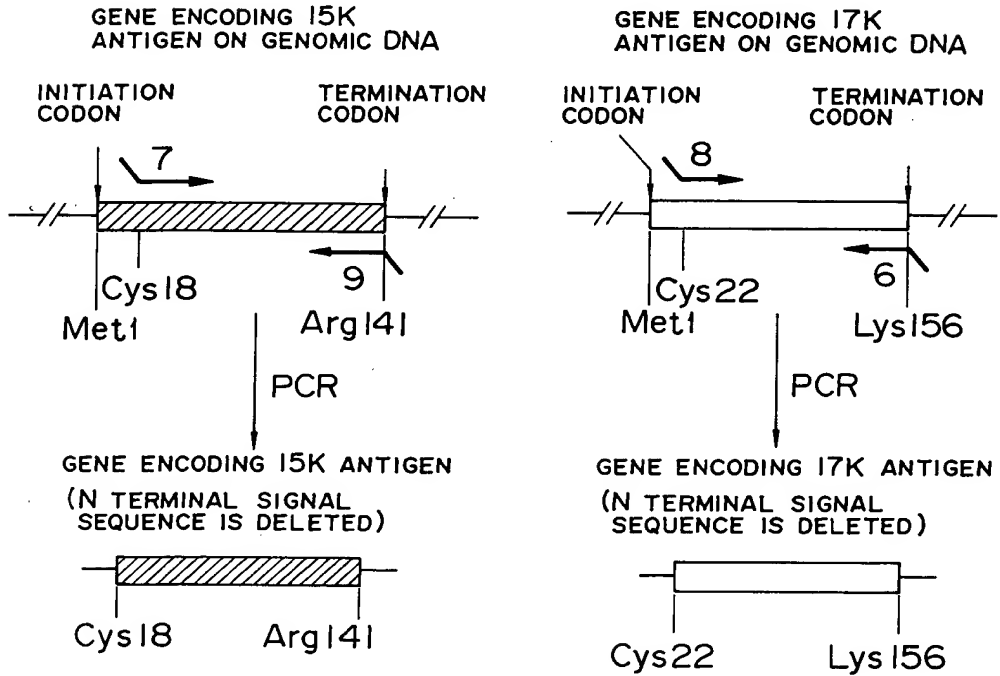 GENE ENCODING 15K
ANTIGEN ON GENOMIC DNA
INITIATION
CODON
TERMINATION
CODON
7
9
Cys18
Met1
Arg141
PCR
GENE ENCODING 15K ANTIGEN
(N TERMINAL SIGNAL
SEQUENCE IS DELETED)
Cys18
Arg141
GENE ENCODING 17K
ANTIGEN ON GENOMIC DNA
INITIATION
CODON
TERMINATION
CODON
8
6
Cys22
Met1
Lys156
PCR
GENE ENCODING 17K ANTIGEN
(N TERMINAL SIGNAL
SEQUENCE IS DELETED)
Cys22
Lys156